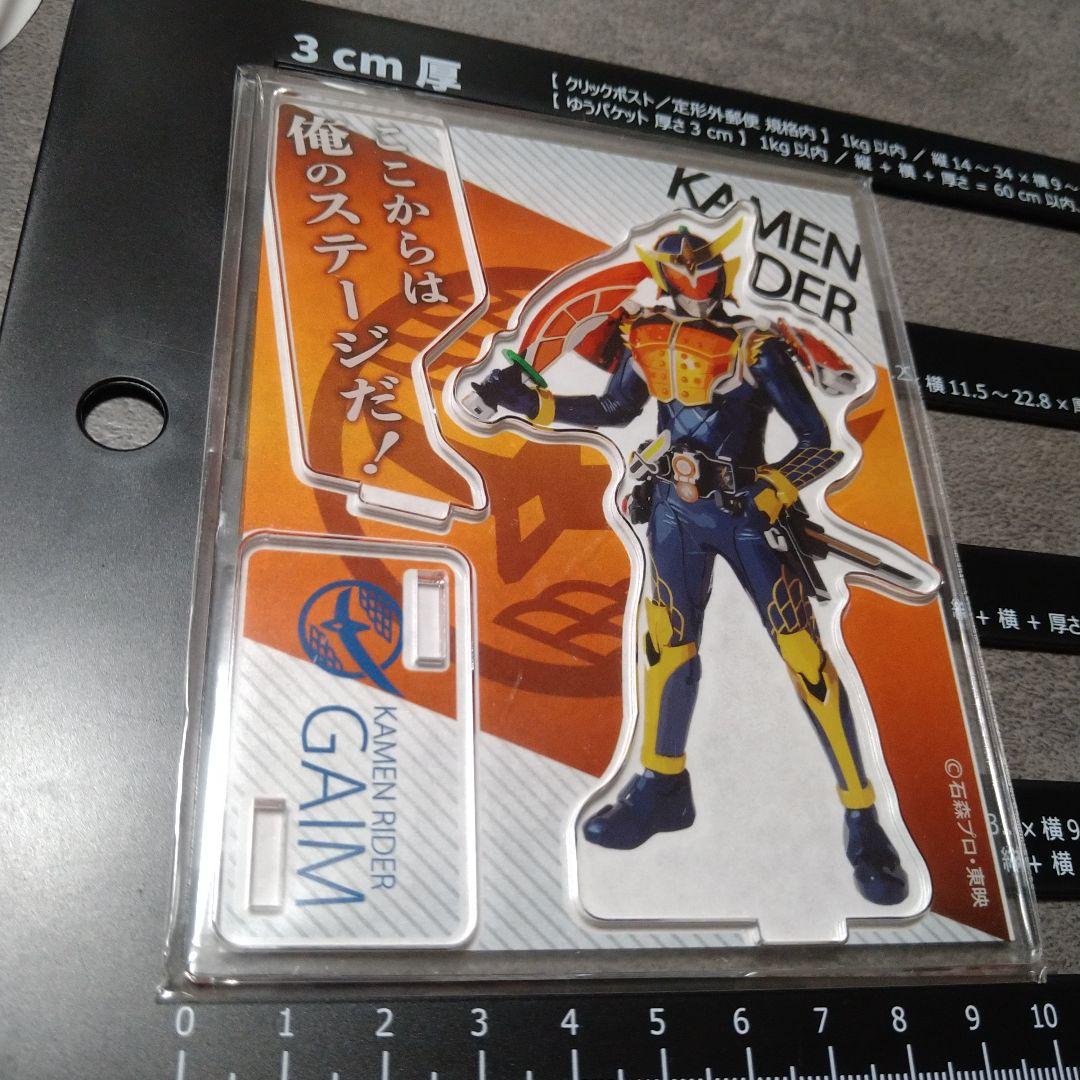 3 cm 厚
【 クリックポスト／定形外郵便 規格内 】 1kg 以内 ／ 縦 14～ 34 × 横 9～
【 ゆうパケット 厚さ 3 cm 】 1kg 以内 ／ 縦 + 横 + 厚さ = 60 cm 以内
ここからは
俺のステージだ！
KAMEN
RIDER
横 11.5～ 22.8 ×
+ 横 + 厚さ
KAMEN RIDER
GAIM
©石森プロ・東映
× 横 9
+ 横
0 1 2 3 4 5 6 7 8 9 10